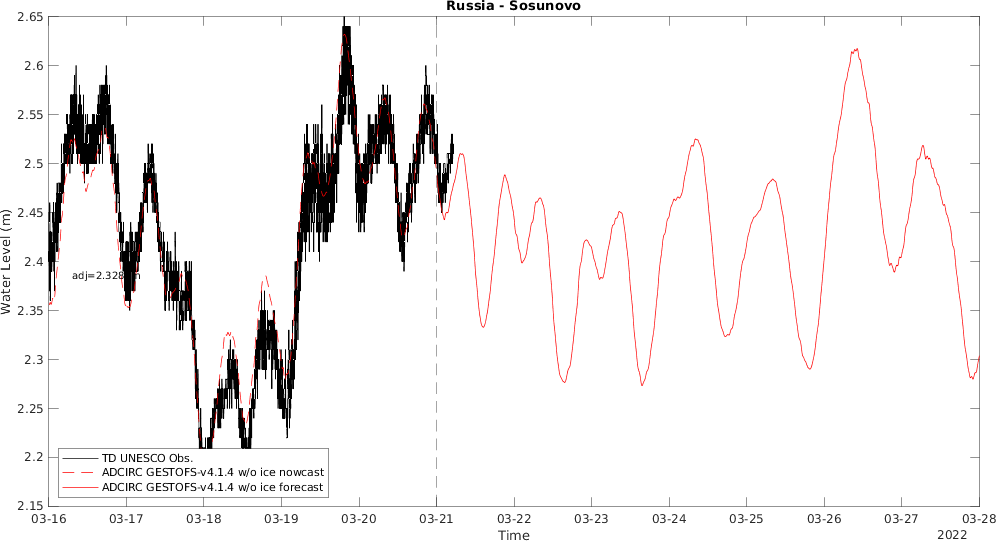 Russia - Sosunovo
2.65
2.6
2.55
2.5
2.45
2.4
2.35
2.3
2.25
2.2
2.15
Water Level (m)
TD UNESCO Obs.
ADCIRC GESTOFS-v4.1.4 w/o ice nowcast
ADCIRC GESTOFS-v4.1.4 w/o ice forecast
03-16 03-17 03-18 03-19 03-20 03-21 03-22 03-23 03-24 03-25 03-26 03-27 03-28
Time
2022